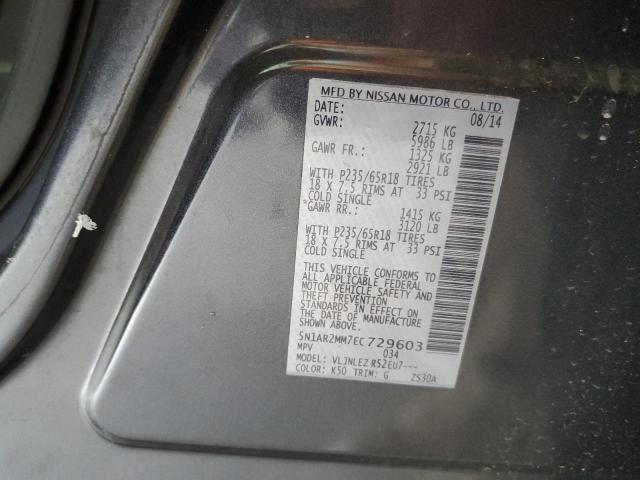 MFD BY NISSAN MOTOR CO., LTD.
DATE: 08/14
GVWR: 2715 KG
5986 LB
GAWR FR.: 1325 KG
2921 LB
WITH P235/65R18 TIRES
18 X 7.5 RIMS AT 33 PSI
COLD SINGLE
GAWR RR.: 1415 KG
3120 LB
WITH P235/65R18 TIRES
18 X 7.5 RIMS AT 33 PSI
COLD SINGLE
THIS VEHICLE CONFORMS TO
ALL APPLICABLE FEDERAL
MOTOR VEHICLE SAFETY AND
THEFT PREVENTION
STANDARDS IN EFFECT ON
THE DATE OF MANUFACTURE
SHOWN ABOVE.
5N1AR2MM7EC729603
MPV 034
MODEL: VLJNLEZ R52EU7---
COLOR: K50 TRIM: G ZS30A